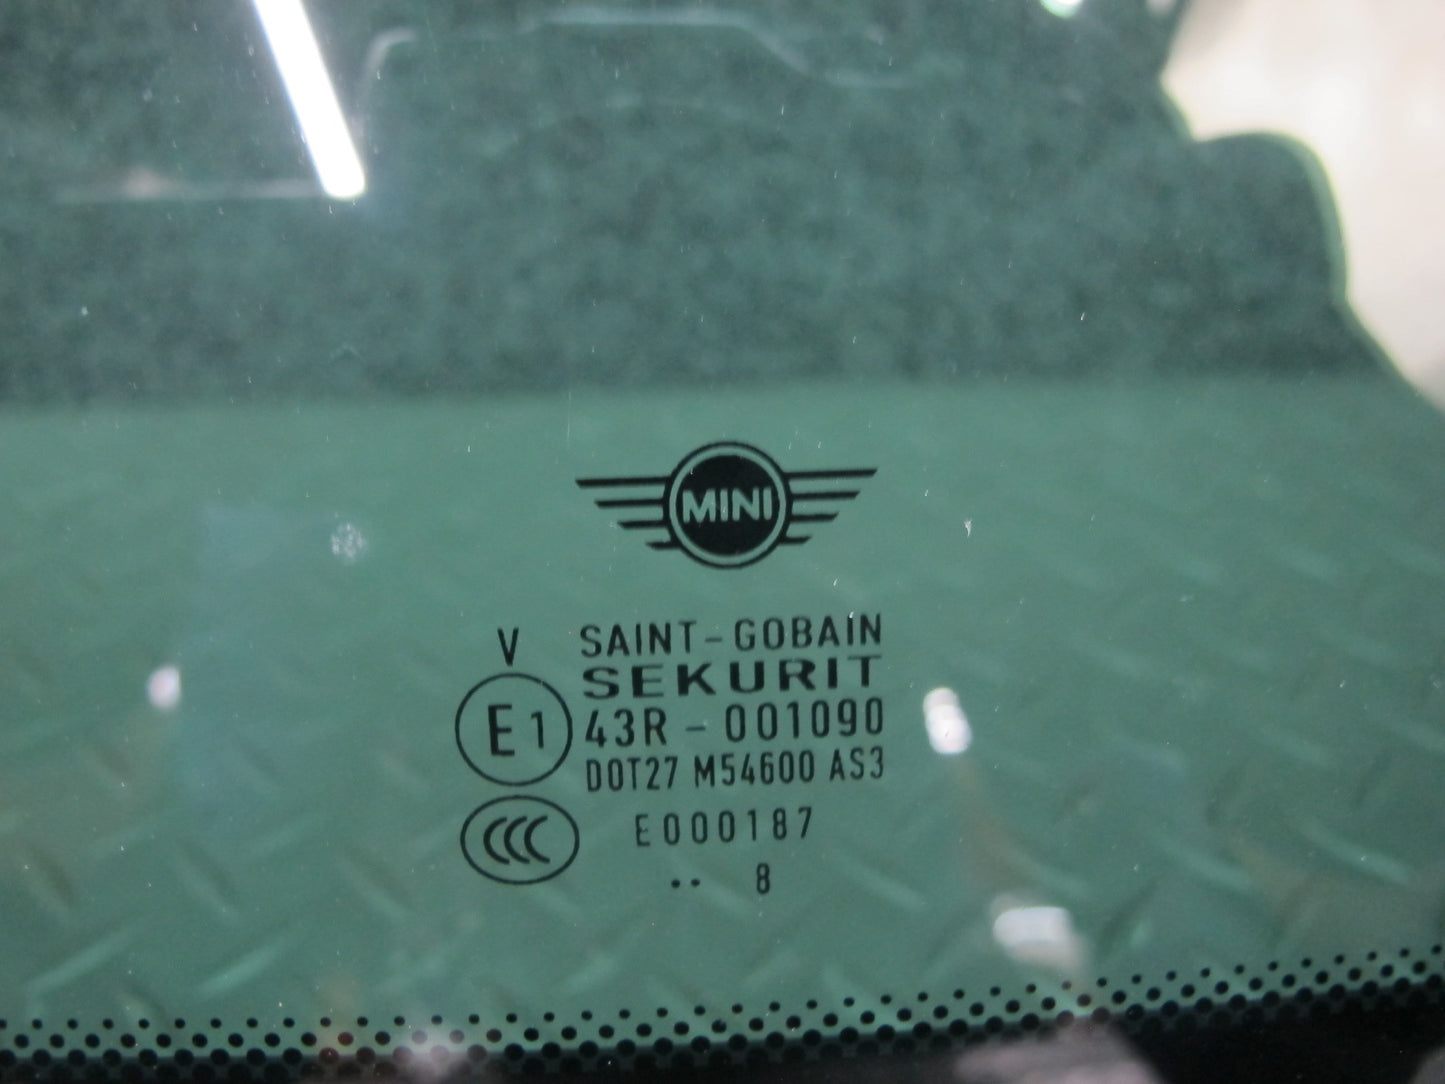 MINI
V SAINT-GOBAIN
SEKURIT
E1 43R - 001090
DOT27 M54600 AS3
CCC E000187
.. 8